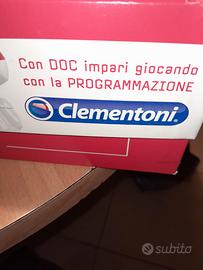 Con DOC impari giocando
con la PROGRAMMAZIONE
Clementoni®
subito